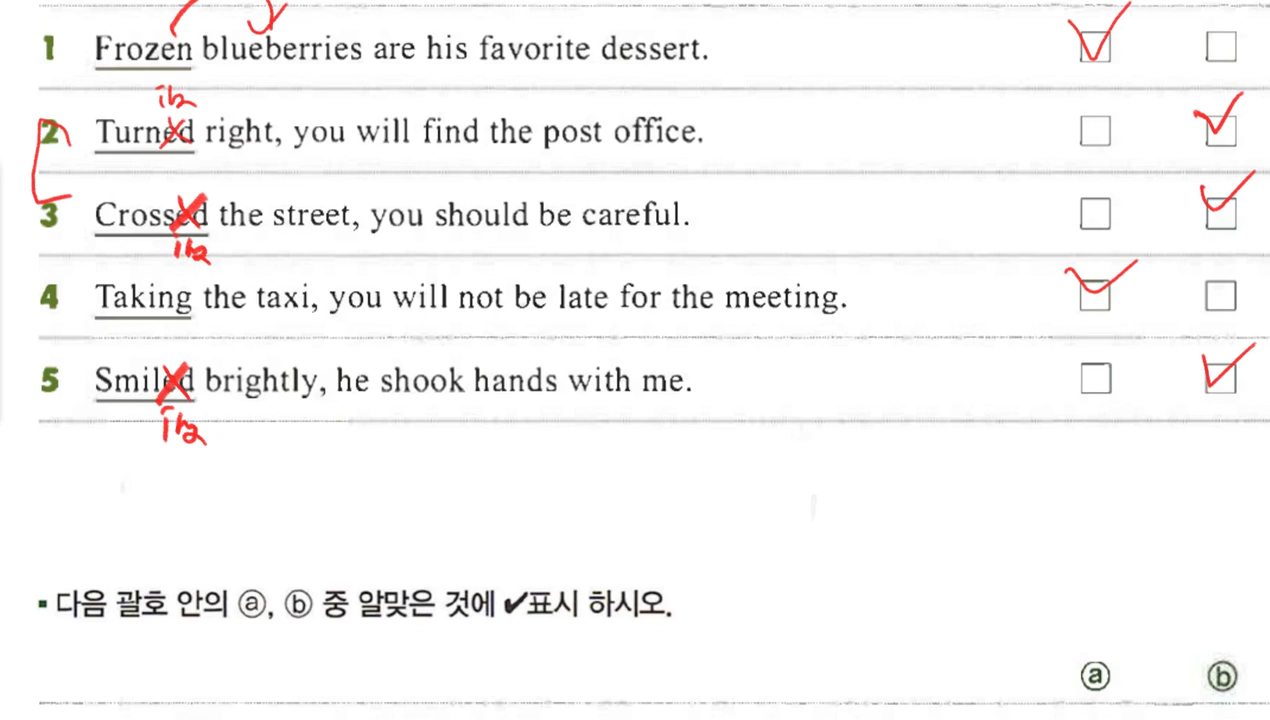 1 Frozen blueberries are his favorite dessert.
ing
2 Turned right, you will find the post office.
3 Crossed the street, you should be careful.
ing
4 Taking the taxi, you will not be late for the meeting.
5 Smiled brightly, he shook hands with me.
ing
▪ 다음 괄호 안의 ⓐ, ⓑ 중 알맞은 것에 ✔표시 하시오.
ⓐ ⓑ